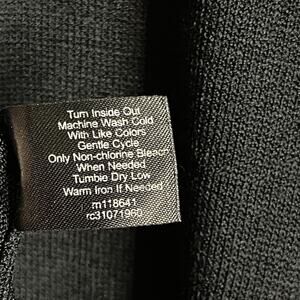 Turn Inside Out
Machine Wash Cold
With Like Colors
Gentle Cycle
Only Non-chlorine Bleach
When Needed
Tumble Dry Low
Warm Iron If Needed
m118641
rc31071960